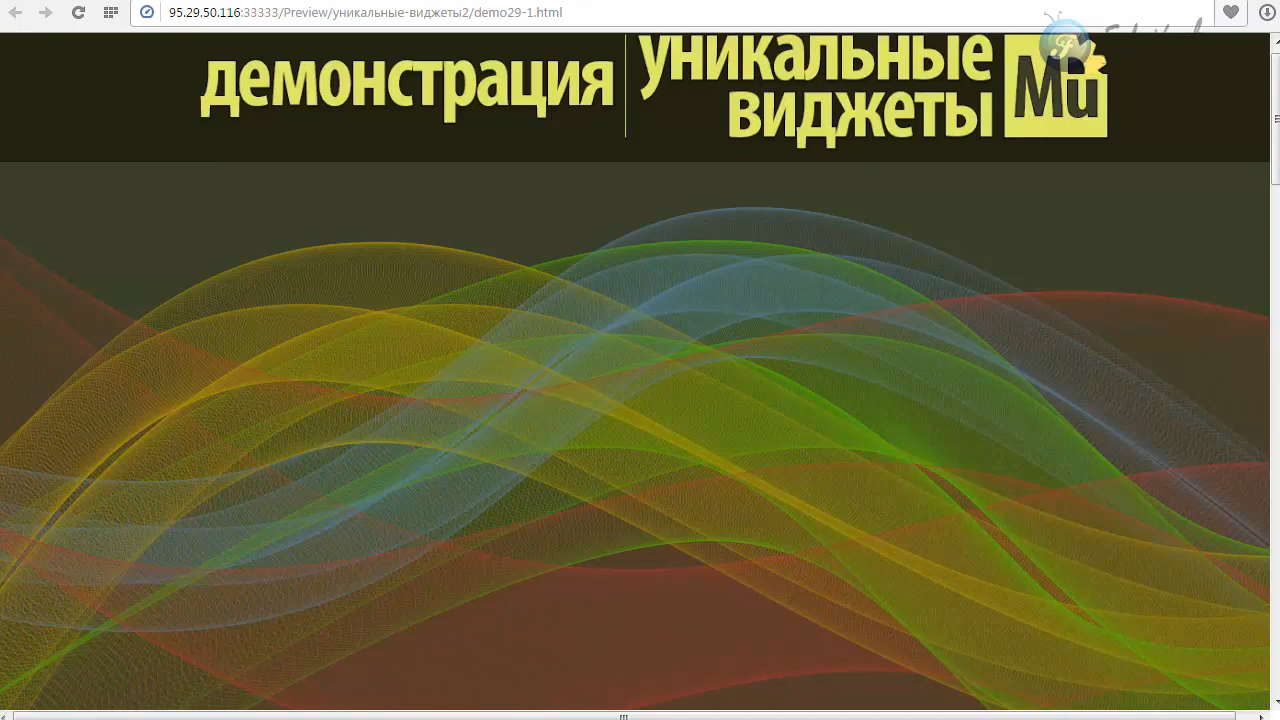 95.29.50.116:33333/Preview/уникальные-виджеты2/demo29-1.html
демонстрация
уникальные
виджеты
Mu